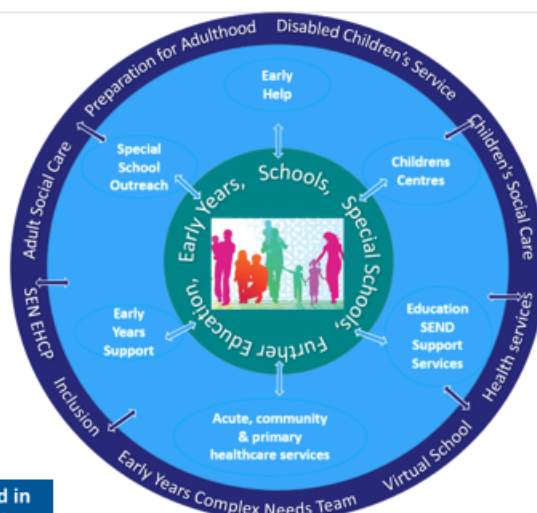 Preparation for Adulthood
Disabled Children's Service
Children's Social Care
Health services
Virtual School
Early Years Complex Needs Team
Inclusion
SEN EHCP
Adult Social Care
Early
Help
Childrens
Centres
Education
SEND
Support
Services
Acute, community
& primary
healthcare services
Early
Years
Support
Special
School
Outreach
Early Years, Schools, Special Schools, Further Education,
d in